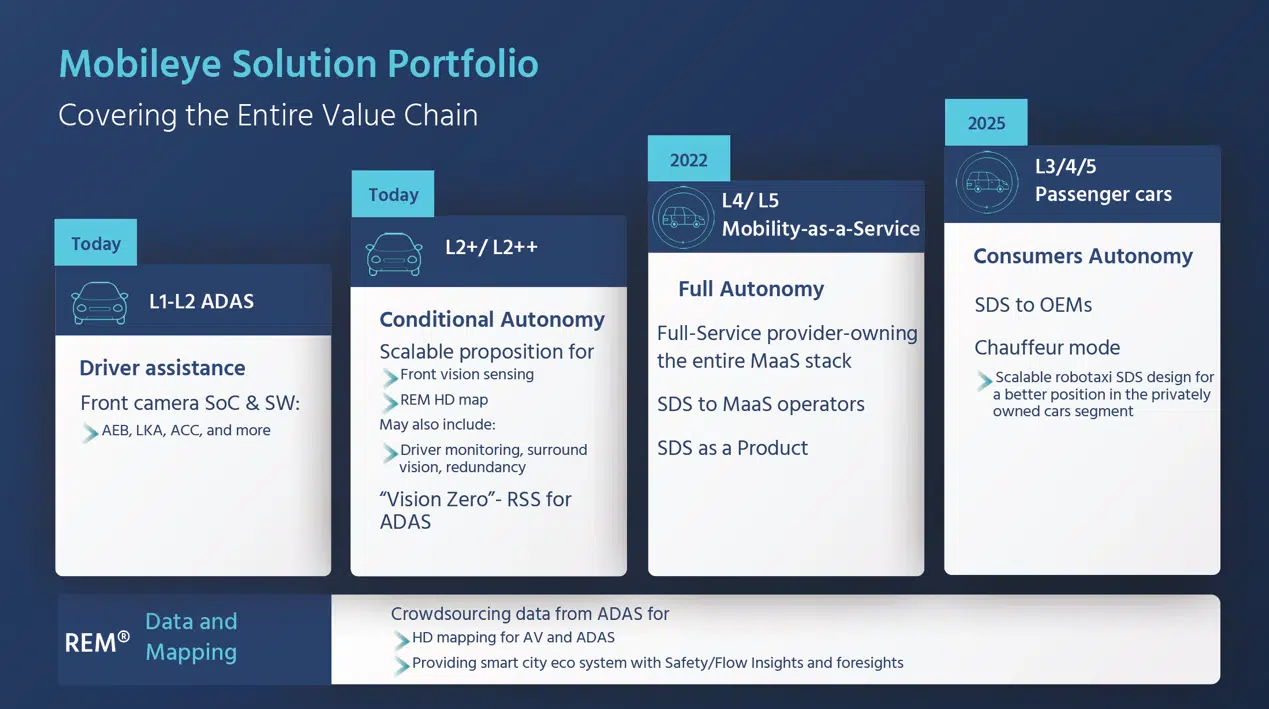 Mobileye Solution Portfolio
Covering the Entire Value Chain
Today
L1-L2 ADAS
Driver assistance
Front camera SoC & SW:
AEB, LKA, ACC, and more
Today
L2+/ L2++
Conditional Autonomy
Scalable proposition for
Front vision sensing
REM HD map
May also include:
Driver monitoring, surround
vision, redundancy
“Vision Zero”- RSS for
ADAS
2022
L4/ L5
Mobility-as-a-Service
Full Autonomy
Full-Service provider-owning
the entire MaaS stack
SDS to MaaS operators
SDS as a Product
2025
L3/4/5
Passenger cars
Consumers Autonomy
SDS to OEMs
Chauffeur mode
Scalable robotaxi SDS design for
a better position in the privately
owned cars segment
REM®
Data and
Mapping
Crowdsourcing data from ADAS for
HD mapping for AV and ADAS
Providing smart city eco system with Safety/Flow Insights and foresights